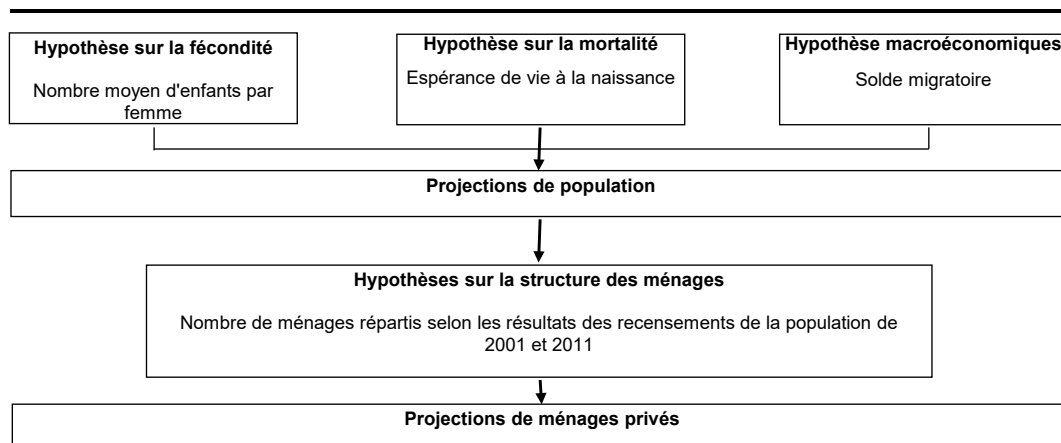 Hypothèse sur la fécondité
Nombre moyen d'enfants par
femme
Hypothèse sur la mortalité
Espérance de vie à la naissance
Hypothèse macroéconomiques
Solde migratoire
Projections de population
Hypothèses sur la structure des ménages
Nombre de ménages répartis selon les résultats des recensements de la population de
2001 et 2011
Projections de ménages privés